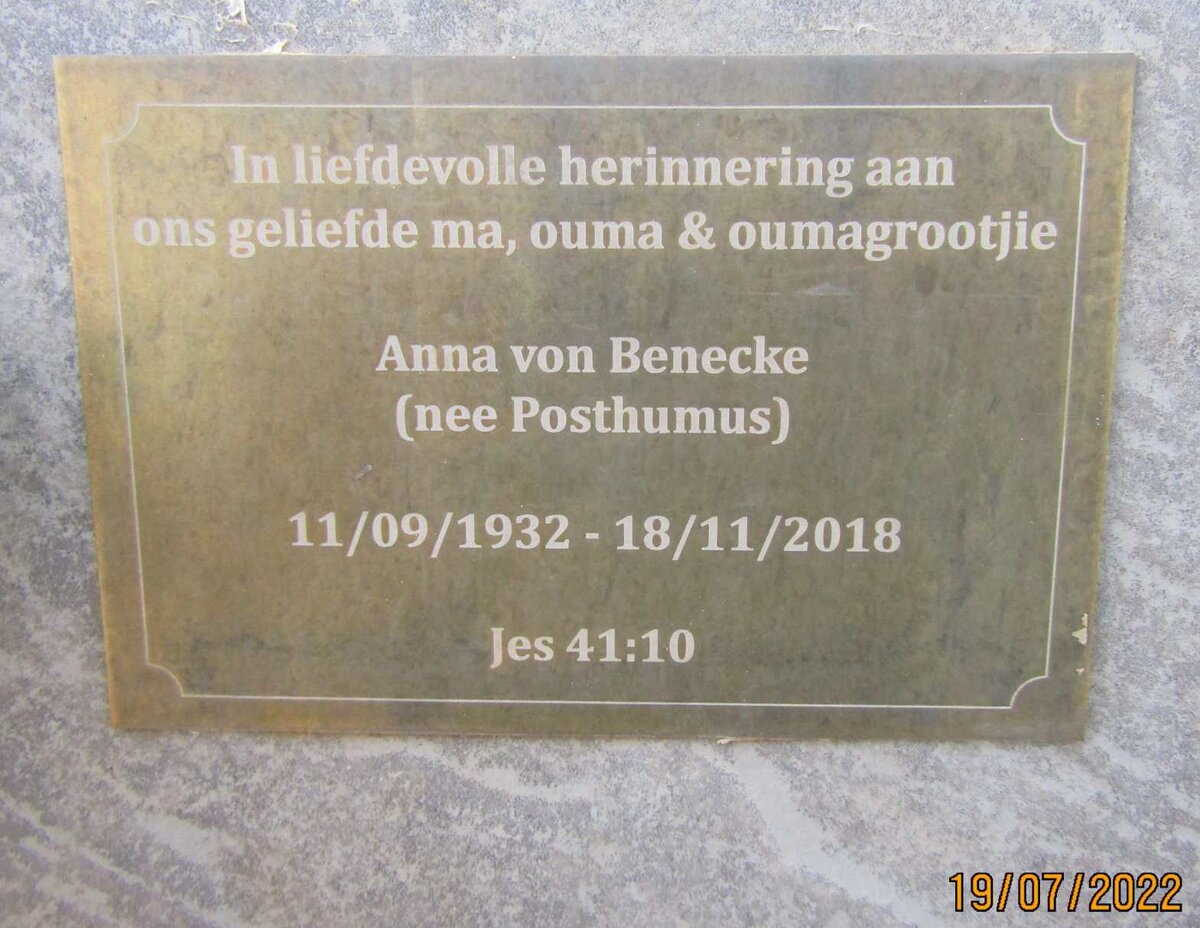 In liefdevolle herinnering aan
ons geliefde ma, ouma & oumagrootjie
Anna von Benecke
(nee Posthumus)
11/09/1932 - 18/11/2018
Jes 41:10
19/07/2022